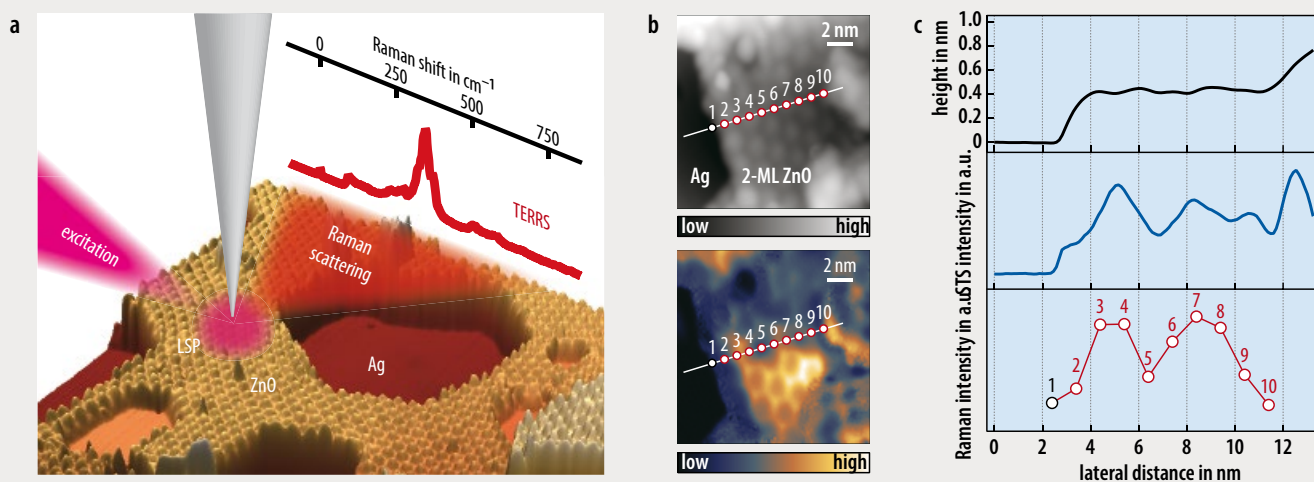 a
Raman shift in cm⁻¹
0
250
500
750
TERRS
excitation
Raman
scattering
LSP
ZnO
Ag
b
2 nm
1 2 3 4 5 6 7 8 9 10
Ag
2-ML ZnO
low high
2 nm
1 2 3 4 5 6 7 8 9 10
low high
c
height in nm
1.0
0.8
0.6
0.4
0.2
0
STS intensity in a.u.
Raman intensity in a.u.
1
2
3
4
5
6
7
8
9
10
0 2 4 6 8 10 12
lateral distance in nm